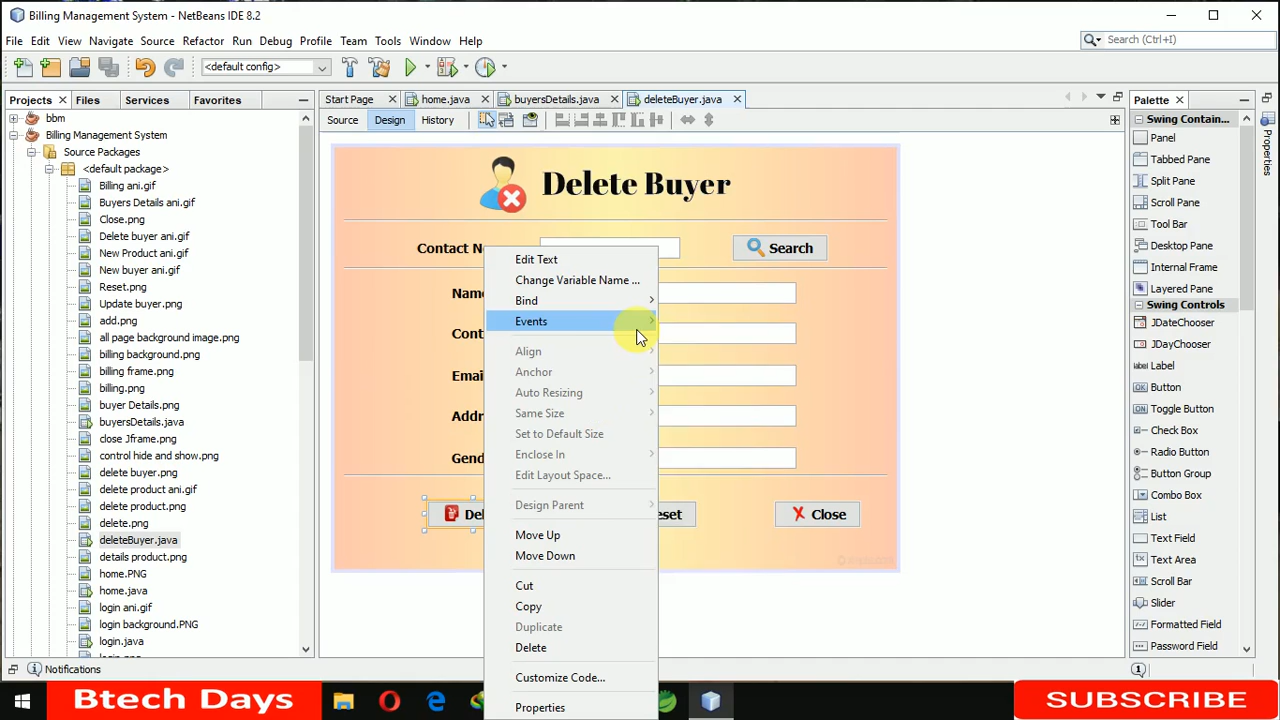 Billing Management System - NetBeans IDE 8.2
File Edit View Navigate Source Refactor Run Debug Profile Team Tools Window Help
Search (Ctrl+I)
<default config>
Projects Files Services Favorites
Start Page home.java buyersDetails.java deleteBuyer.java
Palette
Source Design History
Properties
bbm
Billing Management System
Source Packages
<default package>
Billing ani.gif
Buyers Details ani.gif
Close.png
Delete buyer ani.gif
New Product ani.gif
New buyer ani.gif
Reset.png
Update buyer.png
add.png
all page background image.png
billing background.png
billing frame.png
billing.png
buyer Details.png
buyersDetails.java
close Jframe.png
control hide and show.png
delete buyer.png
delete product ani.gif
delete product.png
delete.png
deleteBuyer.java
details product.png
home.PNG
home.java
login ani.gif
login background.PNG
login.java
Delete Buyer
Contact N
Search
Name
Cont
Emai
Addr
Gend
Del
eset
Close
Edit Text
Change Variable Name ...
Bind
Events
Align
Anchor
Auto Resizing
Same Size
Set to Default Size
Enclose In
Edit Layout Space...
Design Parent
Move Up
Move Down
Cut
Copy
Duplicate
Delete
Customize Code...
Properties
Swing Contain...
Panel
Tabbed Pane
Split Pane
Scroll Pane
Tool Bar
Desktop Pane
Internal Frame
Layered Pane
Swing Controls
JDateChooser
JDayChooser
Label
Button
Toggle Button
Check Box
Radio Button
Button Group
Combo Box
List
Text Field
Text Area
Scroll Bar
Slider
Formatted Field
Password Field
Notifications
Btech Days
SUBSCRIBE